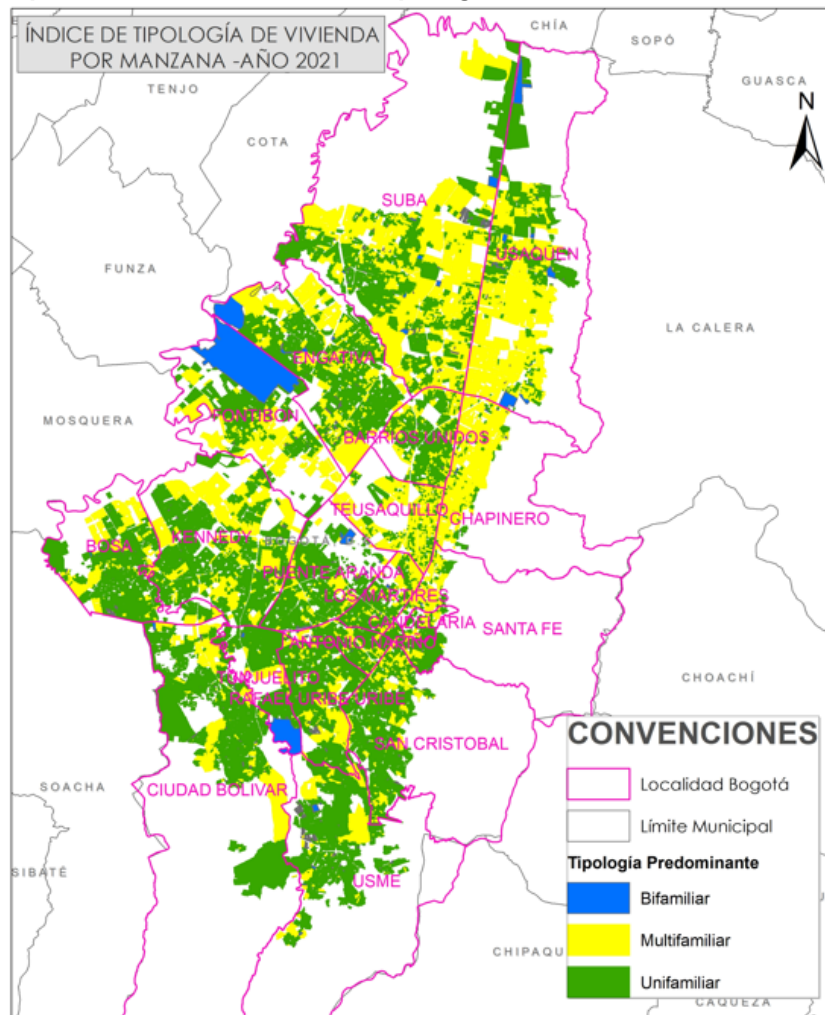 ÍNDICE DE TIPOLOGÍA DE VIVIENDA
POR MANZANA -AÑO 2021
CHÍA
SOPÓ
GUASCA
TENJO
N
COTA
SUBA
USAQUEN
FUNZA
LA CALERA
ENGATIVA
MOSQUERA
FONTIBON
BARRIOS UNIDOS
TEUSAQUILLO
CHAPINERO
BOSA
KENNEDY
PUENTE ARANDA
LOS MARTIRES
CANDELARIA
SANTA FE
ANTONIO NARIÑO
CHOACHÍ
TUNJUELITO
RAFAEL URIBE URIBE
SAN CRISTOBAL
SOACHA
CIUDAD BOLIVAR
SIBATÉ
USME
CHIPAQU
CAQUEZA
CONVENCIONES
Localidad Bogotá
Límite Municipal
Tipología Predominante
Bifamiliar
Multifamiliar
Unifamiliar